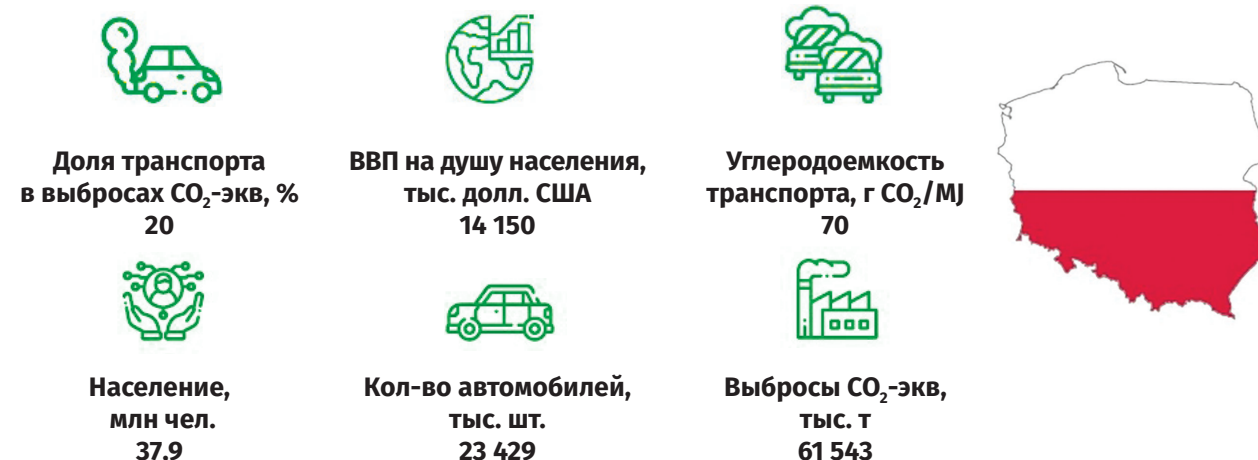 Доля транспорта
в выбросах CO₂-экв, %
20
ВВП на душу населения,
тыс. долл. США
14 150
Углеродоемкость
транспорта, г CO₂/MJ
70
Население,
млн чел.
37,9
Кол-во автомобилей,
тыс. шт.
23 429
Выбросы CO₂-экв,
тыс. т
61 543